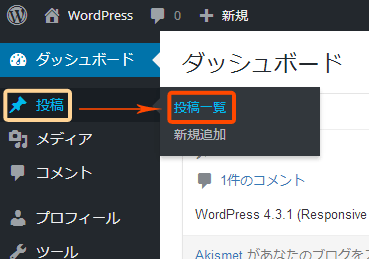 WordPress 0 新規
ダッシュボード
ダッシュボード
投稿
投稿一覧
新規追加
メディア
コメント
1件のコメント
プロフィール
WordPress 4.3.1 (Responsive
ツール
Akismet があなたのブログをス